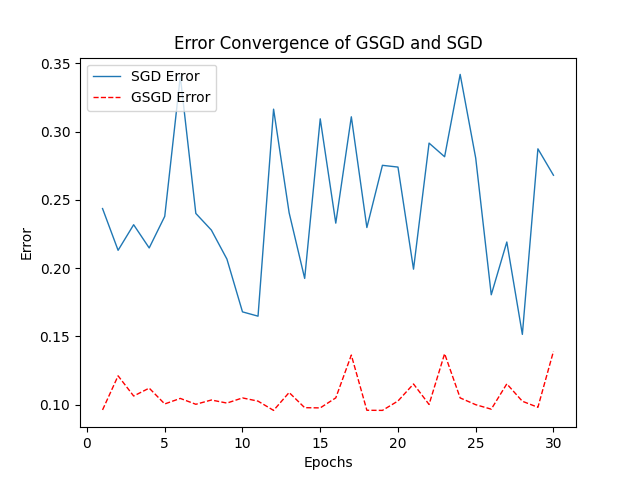 Error Convergence of GSGD and SGD
SGD Error
GSGD Error
0.35
0.30
0.25
0.20
0.15
0.10
Error
0 5 10 15 20 25 30
Epochs